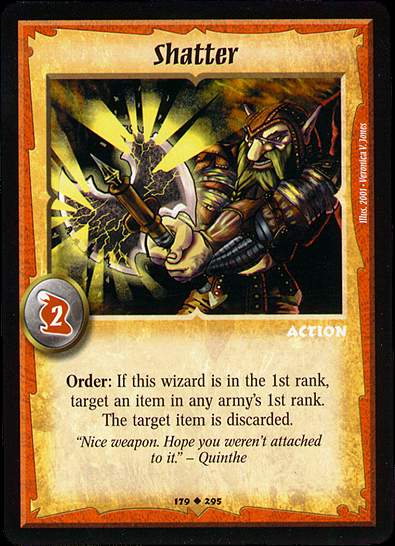 Shatter
Illus. 2001 - Veronica V. Jones
2
ACTION
Order: If this wizard is in the 1st rank,
target an item in any army's 1st rank.
The target item is discarded.
"Nice weapon. Hope you weren't attached
to it." – Quinthe
179 ◆ 295